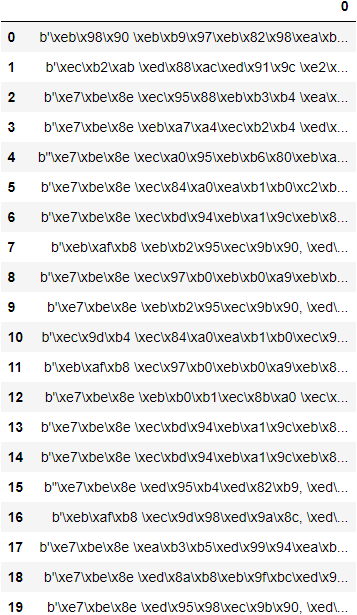 0
0 b'\xeb\x98\x90 \xeb\xb9\x97\xeb\x82\x98\xea\xb...
1 b'\xec\xb2\xab \xed\x88\xac\xed\x91\x9c \xe2\x...
2 b'\xe7\xbe\x8e \xec\x95\x88\xeb\xb3\xb4 \xea\x...
3 b'\xe7\xbe\x8e \xeb\xa7\xa4\xec\xb2\xb4 \xed\x...
4 b"\xe7\xbe\x8e \xec\xa0\x95\xeb\xb6\x80\xeb\xa...
5 b'\xe7\xbe\x8e \xec\x84\xa0\xea\xb1\xb0\xc2\xb...
6 b'\xe7\xbe\x8e \xec\xbd\x94\xeb\xa1\x9c\xeb\x8...
7 b'\xeb\xaf\xb8 \xeb\xb2\x95\xec\x9b\x90, \xed\...
8 b'\xe7\xbe\x8e \xec\x97\xb0\xeb\xb0\xa9\xeb\xb...
9 b'\xe7\xbe\x8e \xeb\xb2\x95\xec\x9b\x90, \xed\...
10 b'\xec\x9d\xb4 \xec\x84\xa0\xea\xb1\xb0\xec\x9...
11 b'\xeb\xaf\xb8 \xec\x97\xb0\xeb\xb0\xa9\xeb\x8...
12 b'\xe7\xbe\x8e \xeb\xb0\xb1\xec\x8b\xa0 \xec\x...
13 b'\xe7\xbe\x8e \xec\xbd\x94\xeb\xa1\x9c\xeb\x8...
14 b'\xe7\xbe\x8e \xec\xbd\x94\xeb\xa1\x9c\xeb\x8...
15 b"\xe7\xbe\x8e \xed\x95\xb4\xed\x82\xb9, \xed\...
16 b'\xeb\xaf\xb8 \xec\x9d\x98\xed\x9a\x8c, \xed\...
17 b'\xe7\xbe\x8e \xea\xb3\xb5\xed\x99\x94\xea\xb...
18 b'\xe7\xbe\x8e \xed\x8a\xb8\xeb\x9f\xbc\xed\x9...
19 b'\xe7\xbe\x8e \xed\x95\x98\xec\x9b\x90, \xed\...